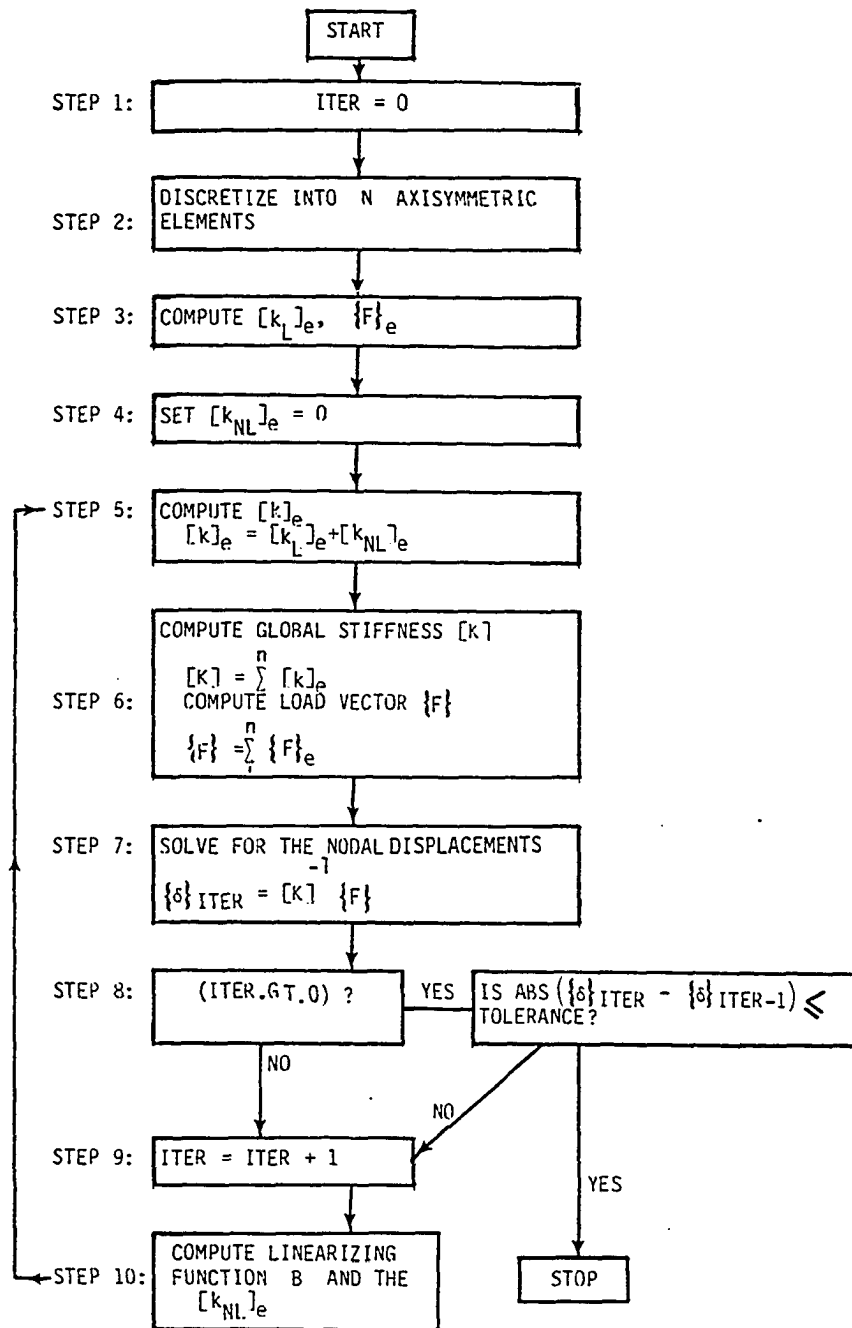 START
STEP 1: ITER = 0
STEP 2: DISCRETIZE INTO N AXISYMMETRIC
ELEMENTS
STEP 3: COMPUTE [k_L]_e, {F}_e
STEP 4: SET [k_NL]_e = 0
STEP 5: COMPUTE [k]_e
[k]_e = [k_L]_e+[k_NL]_e
COMPUTE GLOBAL STIFFNESS [K]
[K] = n∑ [k]_e
STEP 6: COMPUTE LOAD VECTOR {F}
{F} = n∑ {F}_e
STEP 7: SOLVE FOR THE NODAL DISPLACEMENTS
{δ}_ITER = [K]^-1 {F}
STEP 8: (ITER.GT.0) ?
YES
IS ABS({δ}_ITER - {δ}_ITER-1) ≤
TOLERANCE?
NO
NO
STEP 9: ITER = ITER + 1
YES
STEP 10: COMPUTE LINEARIZING
FUNCTION B AND THE
[k_NL]_e
STOP